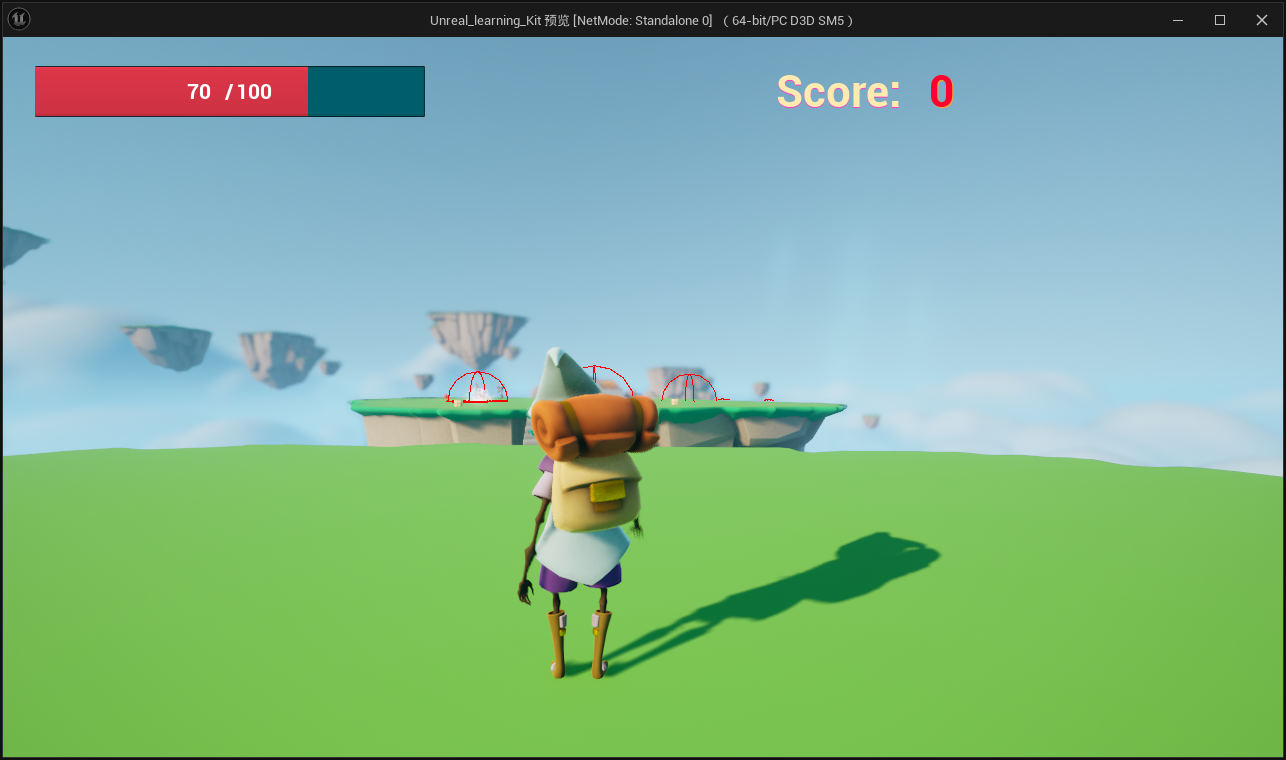 Unreal_learning_Kit 预览 [NetMode: Standalone 0] ( 64-bit/PC D3D SM5 )
70 /100
Score: 0